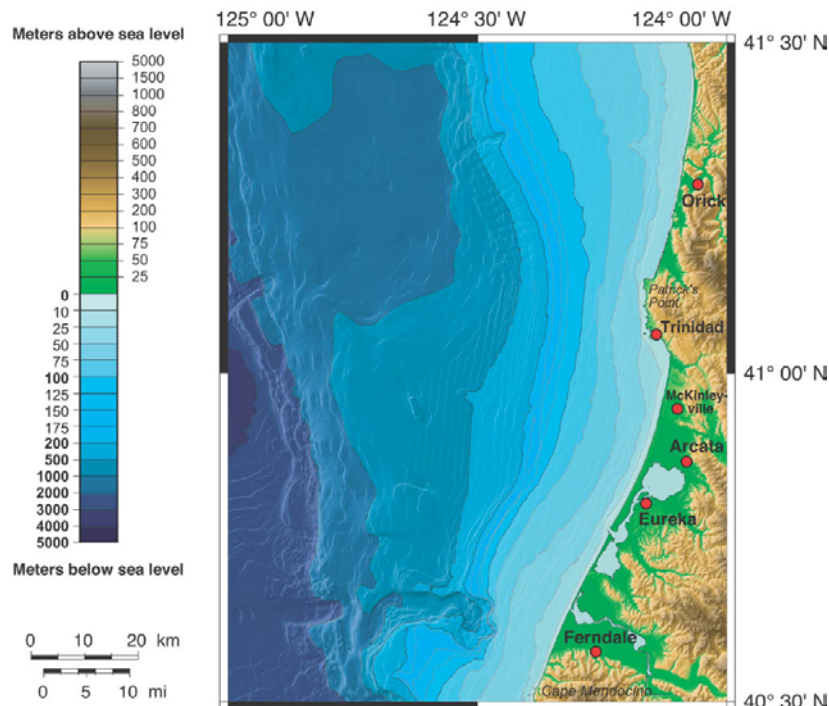 125° 00' W
124° 30' W
124° 00' W
Meters above sea level
5000
1500
1000
800
700
600
500
400
300
200
100
75
50
25
0
10
25
50
75
100
125
150
175
200
500
1000
2000
3000
4000
5000
Meters below sea level
0 10 20 km
0 5 10 mi
41° 30' N
Orick
Patrick's
Point
Trinidad
41° 00' N
McKinley-
ville
Arcata
Eureka
Ferndale
Cape Mendocino
40° 30' N